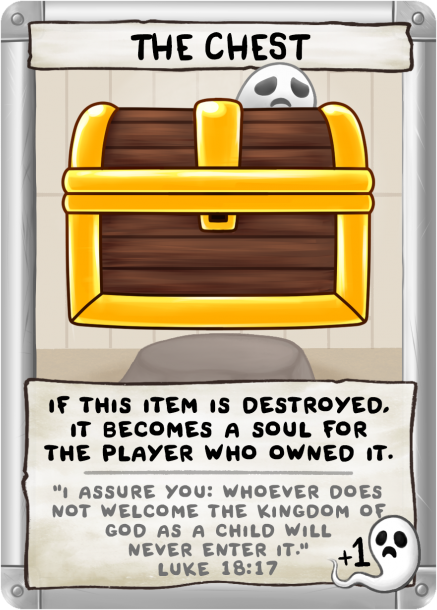 THE CHEST
IF THIS ITEM IS DESTROYED,
IT BECOMES A SOUL FOR
THE PLAYER WHO OWNED IT.
"I ASSURE YOU: WHOEVER DOES
NOT WELCOME THE KINGDOM OF
GOD AS A CHILD WILL
NEVER ENTER IT."
LUKE 18:17
+1